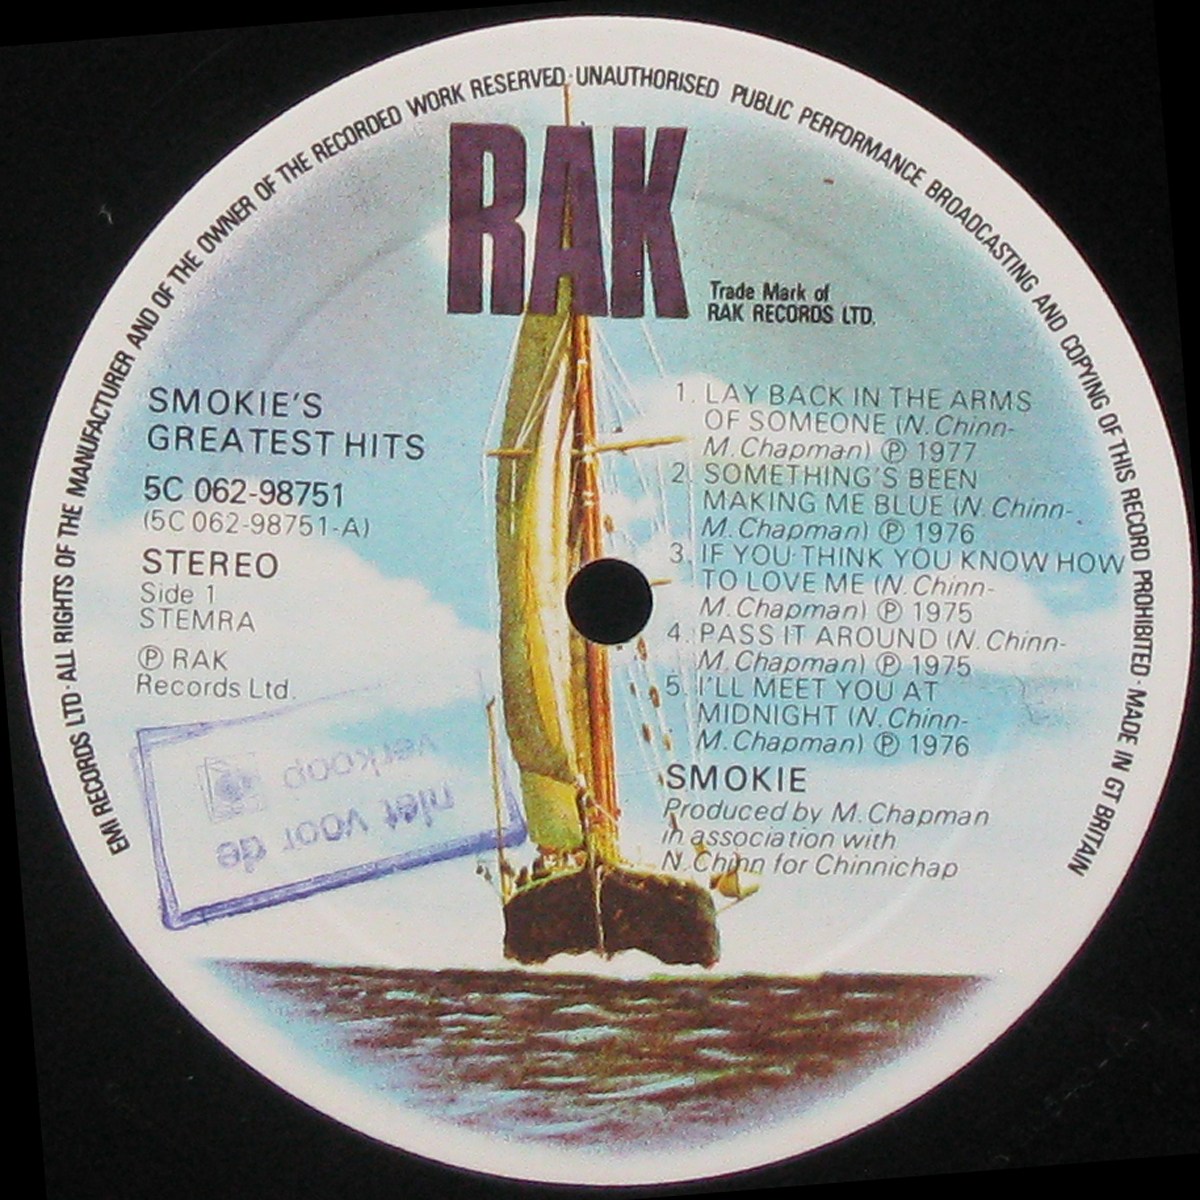 EMI RECORDS LTD · ALL RIGHTS OF THE MANUFACTURER AND OF THE OWNER OF THE RECORDED WORK RESERVED · UNAUTHORISED PUBLIC PERFORMANCE BROADCASTING AND COPYING OF THIS RECORD PROHIBITED · MADE IN GT BRITAIN
RAK
Trade Mark of
RAK RECORDS LTD.
SMOKIE'S
GREATEST HITS
5C 062-98751
(5C 062-98751-A)
STEREO
Side 1
STEMRA
Ⓟ RAK
Records Ltd.
1. LAY BACK IN THE ARMS
OF SOMEONE (N. Chinn-
M. Chapman) Ⓟ 1977
2. SOMETHING'S BEEN
MAKING ME BLUE (N. Chinn-
M. Chapman) Ⓟ 1976
3. IF YOU THINK YOU KNOW HOW
TO LOVE ME (N. Chinn-
M. Chapman) Ⓟ 1975
4. PASS IT AROUND (N. Chinn-
M. Chapman) Ⓟ 1975
5. I'LL MEET YOU AT
MIDNIGHT (N. Chinn-
M. Chapman) Ⓟ 1976
SMOKIE
Produced by M. Chapman
in association with
N. Chinn for Chinnichap
niet voor de
verkoop